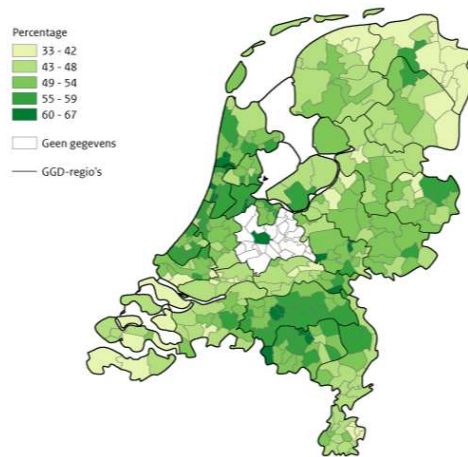 Percentage
33 - 42
43 - 48
49 - 54
55 - 59
60 - 67
Geen gegevens
GGD-regio's